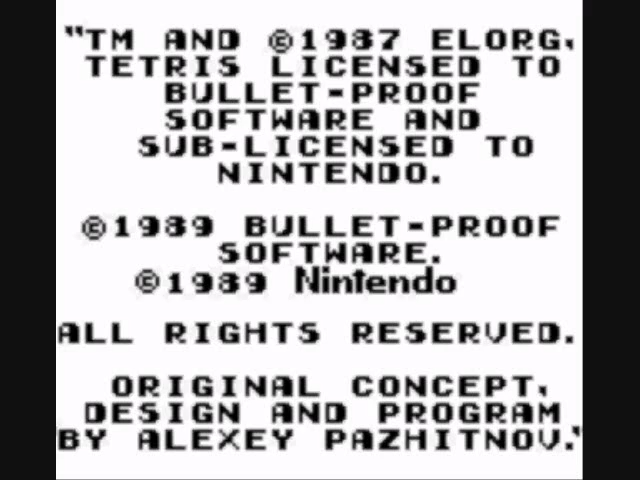 "TM AND ©1987 ELORG,
TETRIS LICENSED TO
BULLET-PROOF
SOFTWARE AND
SUB-LICENSED TO
NINTENDO.
©1989 BULLET-PROOF
SOFTWARE.
©1989 Nintendo
ALL RIGHTS RESERVED.
ORIGINAL CONCEPT,
DESIGN AND PROGRAM
BY ALEXEY PAZHITNOV."